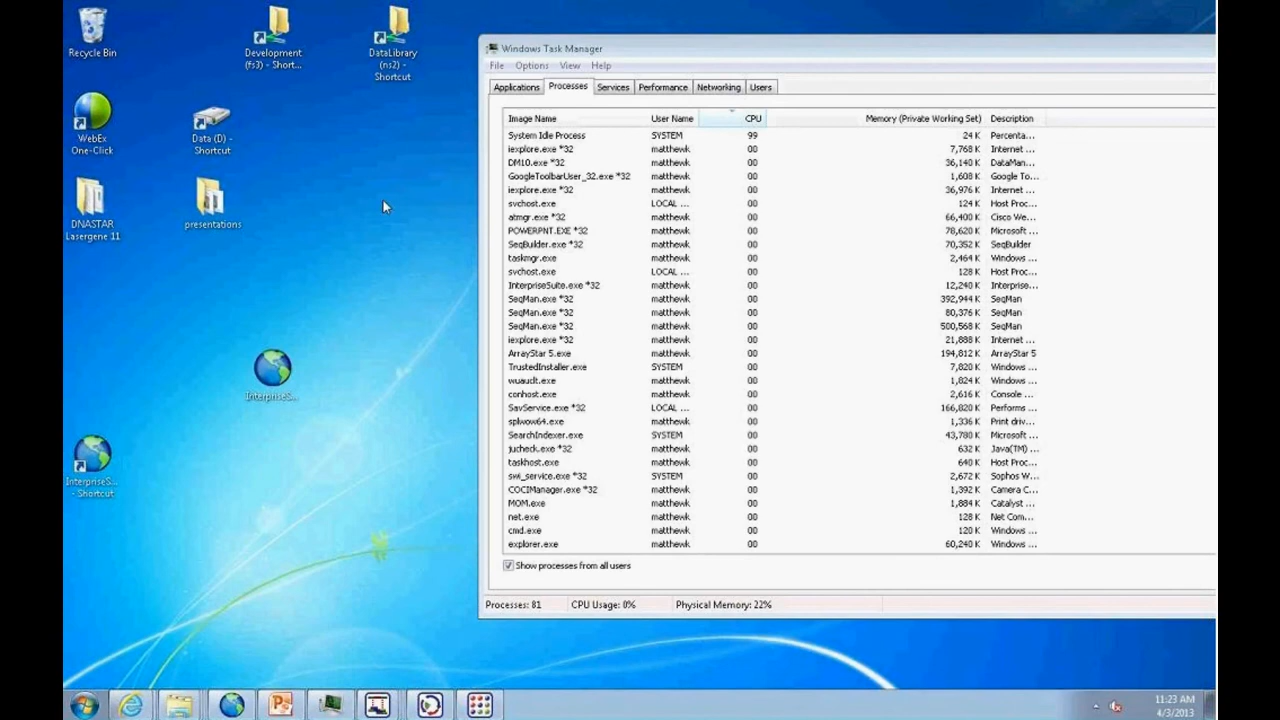 Recycle Bin
Development
(fs3) - Short...
DataLibrary
(ns2) -
Shortcut
WebEx
One-Click
Data (D) -
Shortcut
DNASTAR
Lasergene 11
presentations
InterpriseS...
InterpriseS...
- Shortcut
Windows Task Manager
File Options View Help
Applications Processes Services Performance Networking Users
Image Name User Name CPU Memory (Private Working Set) Description
System Idle Process SYSTEM 99 24 K Percenta...
iexplore.exe *32 matthewk 00 7,768 K Internet ...
DM10.exe *32 matthewk 00 36,140 K DataMan...
GoogleToolbarUser_32.exe *32 matthewk 00 1,608 K Google To...
iexplore.exe *32 matthewk 00 36,976 K Internet ...
svchost.exe LOCAL ... 00 124 K Host Proc...
atmgr.exe *32 matthewk 00 66,400 K Cisco We...
POWERPNT.EXE *32 matthewk 00 78,620 K Microsoft ...
SeqBuilder.exe *32 matthewk 00 70,352 K SeqBuilder
taskmgr.exe matthewk 00 2,464 K Windows ...
svchost.exe LOCAL ... 00 128 K Host Proc...
InterpriseSuite.exe *32 matthewk 00 12,240 K Interprise...
SeqMan.exe *32 matthewk 00 392,944 K SeqMan
SeqMan.exe *32 matthewk 00 80,376 K SeqMan
SeqMan.exe *32 matthewk 00 500,568 K SeqMan
iexplore.exe *32 matthewk 00 21,888 K Internet ...
ArrayStar 5.exe matthewk 00 194,812 K ArrayStar 5
TrustedInstaller.exe SYSTEM 00 7,820 K Windows ...
wuauclt.exe matthewk 00 1,824 K Windows ...
conhost.exe matthewk 00 2,616 K Console ...
SavService.exe *32 LOCAL ... 00 166,820 K Performs ...
splwow64.exe matthewk 00 1,336 K Print driv...
SearchIndexer.exe SYSTEM 00 43,780 K Microsoft ...
jucheck.exe *32 matthewk 00 632 K Java(TM) ...
taskhost.exe matthewk 00 640 K Host Proc...
swi_service.exe *32 SYSTEM 00 2,672 K Sophos W...
COCIManager.exe *32 matthewk 00 1,392 K Camera C...
MOM.exe matthewk 00 1,884 K Catalyst ...
net.exe matthewk 00 128 K Net Com...
cmd.exe matthewk 00 120 K Windows ...
explorer.exe matthewk 00 60,240 K Windows ...
Show processes from all users
Processes: 81 CPU Usage: 0% Physical Memory: 22%
11:23 AM
4/3/2013